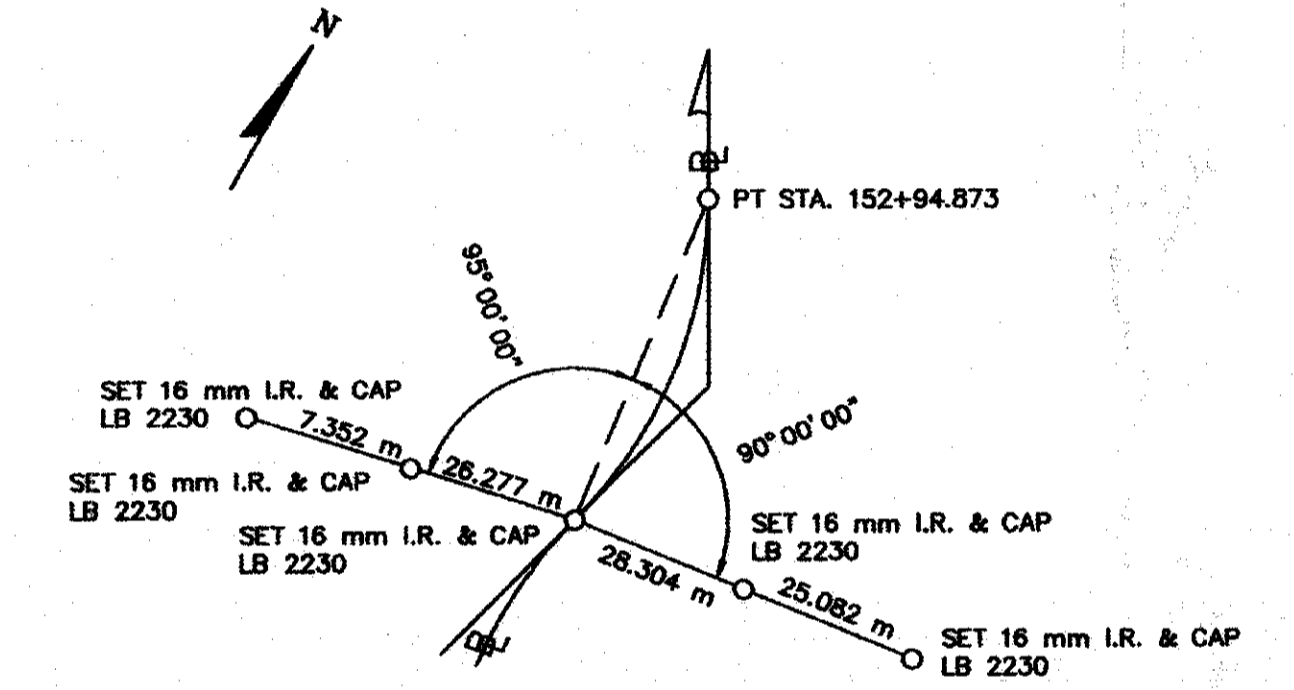 N
BL
PT STA. 152+94.873
95°00'00"
90°00'00"
SET 16 mm I.R. & CAP
LB 2230
7.352 m
SET 16 mm I.R. & CAP
LB 2230
26.277 m
SET 16 mm I.R. & CAP
LB 2230
SET 16 mm I.R. & CAP
LB 2230
28.304 m
25.082 m
SET 16 mm I.R. & CAP
LB 2230
BL